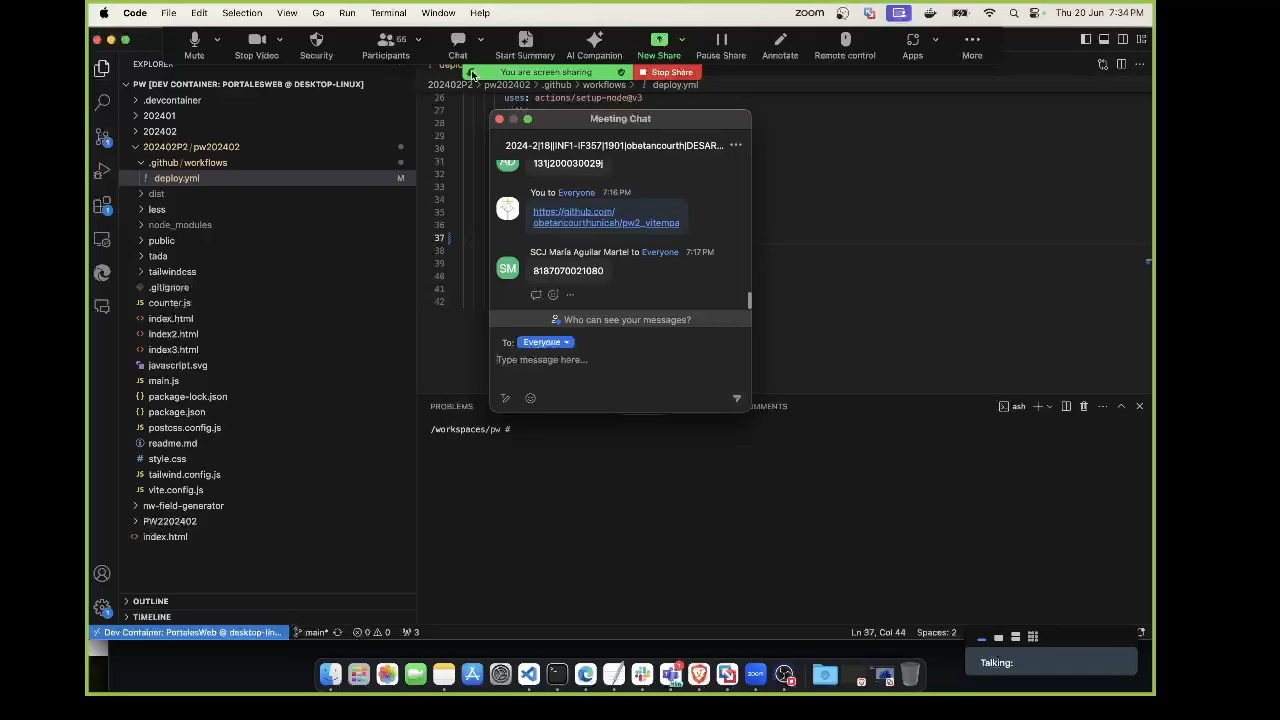 Code File Edit Selection View Go Run Terminal Window Help
zoom Thu 20 Jun 7:34 PM
Mute
Stop Video
Security
Participants 56
Chat
Start Summary
AI Companion
New Share
Pause Share
Annotate
Remote control
Apps
More
You are screen sharing
Stop Share
EXPLORER
PW [DEV CONTAINER: PORTALESWEB @ DESKTOP-LINUX]
.devcontainer
202401
202402
202402P2 / pw202402
.github / workflows
deploy.yml M
dist
less
node_modules
public
tada
tailwindcss
.gitignore
counter.js
index.html
index2.html
index3.html
javascript.svg
main.js
package-lock.json
package.json
postcss.config.js
readme.md
style.css
tailwind.config.js
vite.config.js
nw-field-generator
PW2202402
index.html
OUTLINE
TIMELINE
202402P2 > pw202402 > .github > workflows > deploy.yml
26 uses: actions/setup-node@v3
27
28
29
30
31
32
33
34
35
36
37
38
39
40
41
42
Meeting Chat
2024-2|18||INF1-IF357|1901|obetancourth|DESAR...
131j200030029j
You to Everyone 7:16 PM
https://github.com/
obetancourthunicah/pw2_vitempa
SCJ María Aguilar Martel to Everyone 7:17 PM
SM
8187070021080
Who can see your messages?
To: Everyone
Type message here...
PROBLEMS
ash
/workspaces/pw #
Dev Container: PortalesWeb @ desktop-lin...
main*
0 0
3
Ln 37, Col 44
Spaces: 2
Talking:
zoom